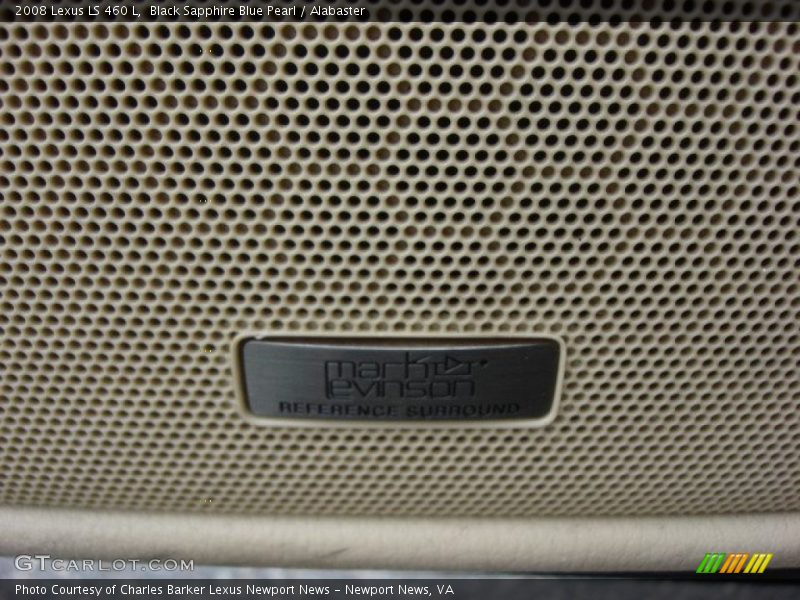 2008 Lexus LS 460 L, Black Sapphire Blue Pearl / Alabaster
mark
levinson
REFERENCE SURROUND
GTCARLOT.COM
Photo Courtesy of Charles Barker Lexus Newport News - Newport News, VA